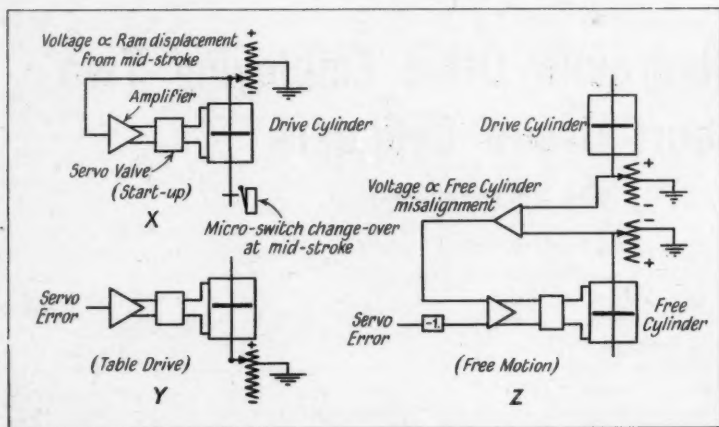 Voltage ∝ Ram displacement
from mid-stroke
+
-
Amplifier
Drive Cylinder
Servo Valve
(Start-up)
X
Micro-switch change-over
at mid-stroke
Servo
Error
(Table Drive)
+
Y
Drive Cylinder
+
-
Voltage ∝ Free Cylinder
misalignment
-
+
Servo
Error
-1.
Free
Cylinder
(Free Motion)
Z